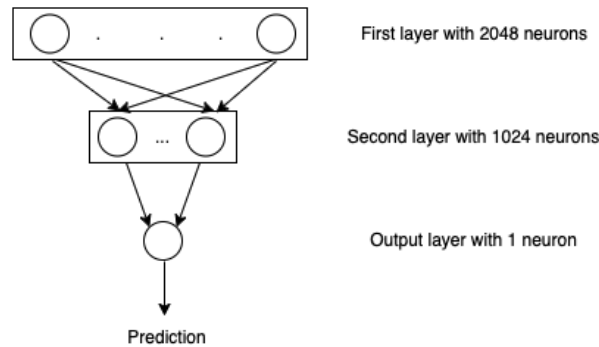 First layer with 2048 neurons
...
Second layer with 1024 neurons
Output layer with 1 neuron
Prediction